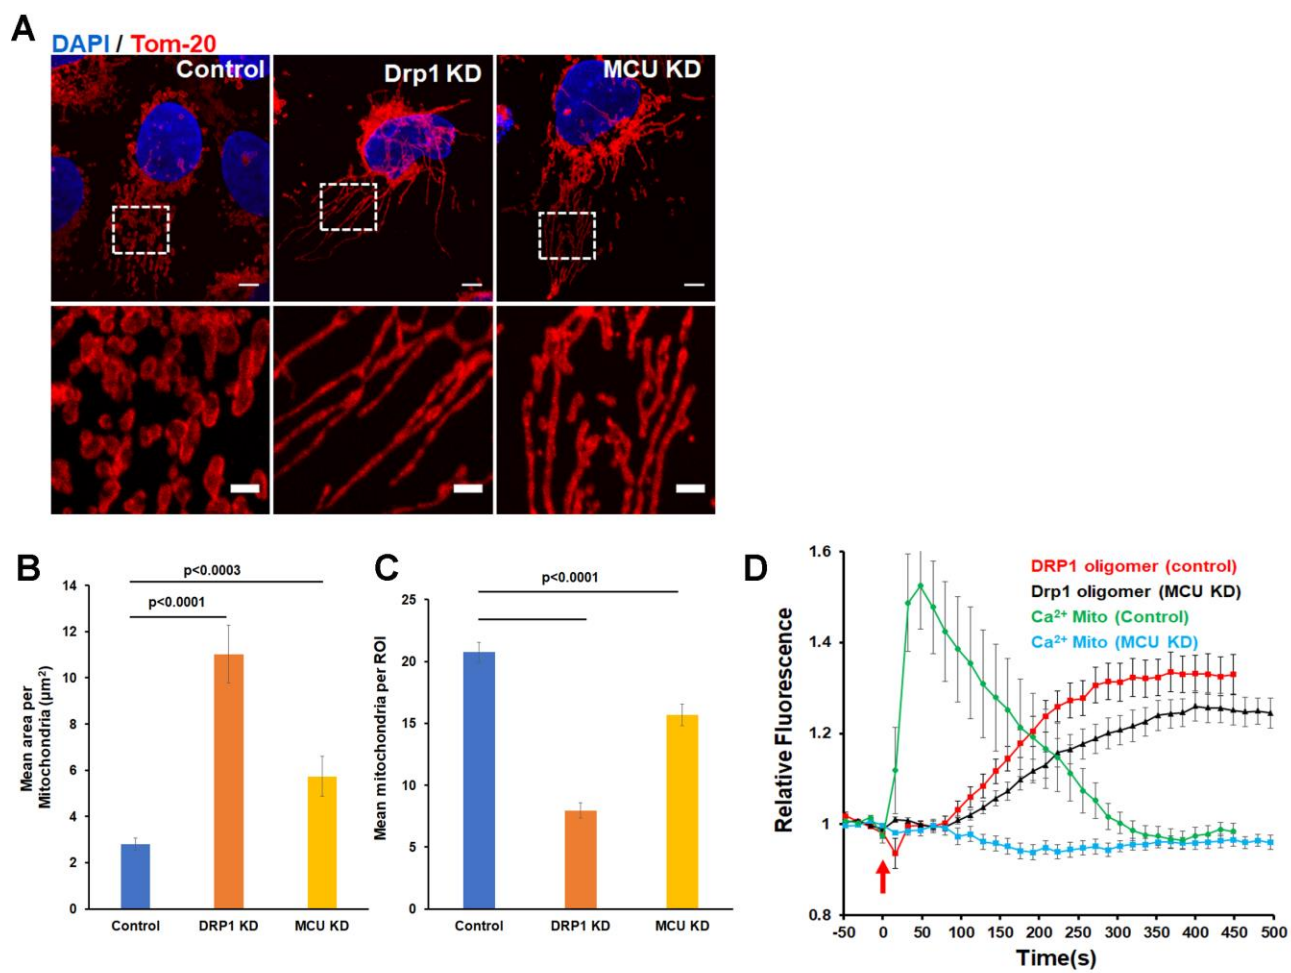 A
DAPI / Tom-20
Control
Drp1 KD
MCU KD
B
Mean area per
Mitochondria (µm⁻²)
14
12
10
8
6
4
2
0
p<0.0003
p<0.0001
Control
DRP1 KD
MCU KD
C
Mean mitochondria per ROI
25
20
15
10
5
0
p<0.0001
Control
DRP1 KD
MCU KD
D
Relative Fluorescence
1.6
1.4
1.2
1
0.8
DRP1 oligomer (control)
Drp1 oligomer (MCU KD)
Ca²⁺ Mito (Control)
Ca²⁺ Mito (MCU KD)
-50 0 50 100 150 200 250 300 350 400 450 500
Time(s)